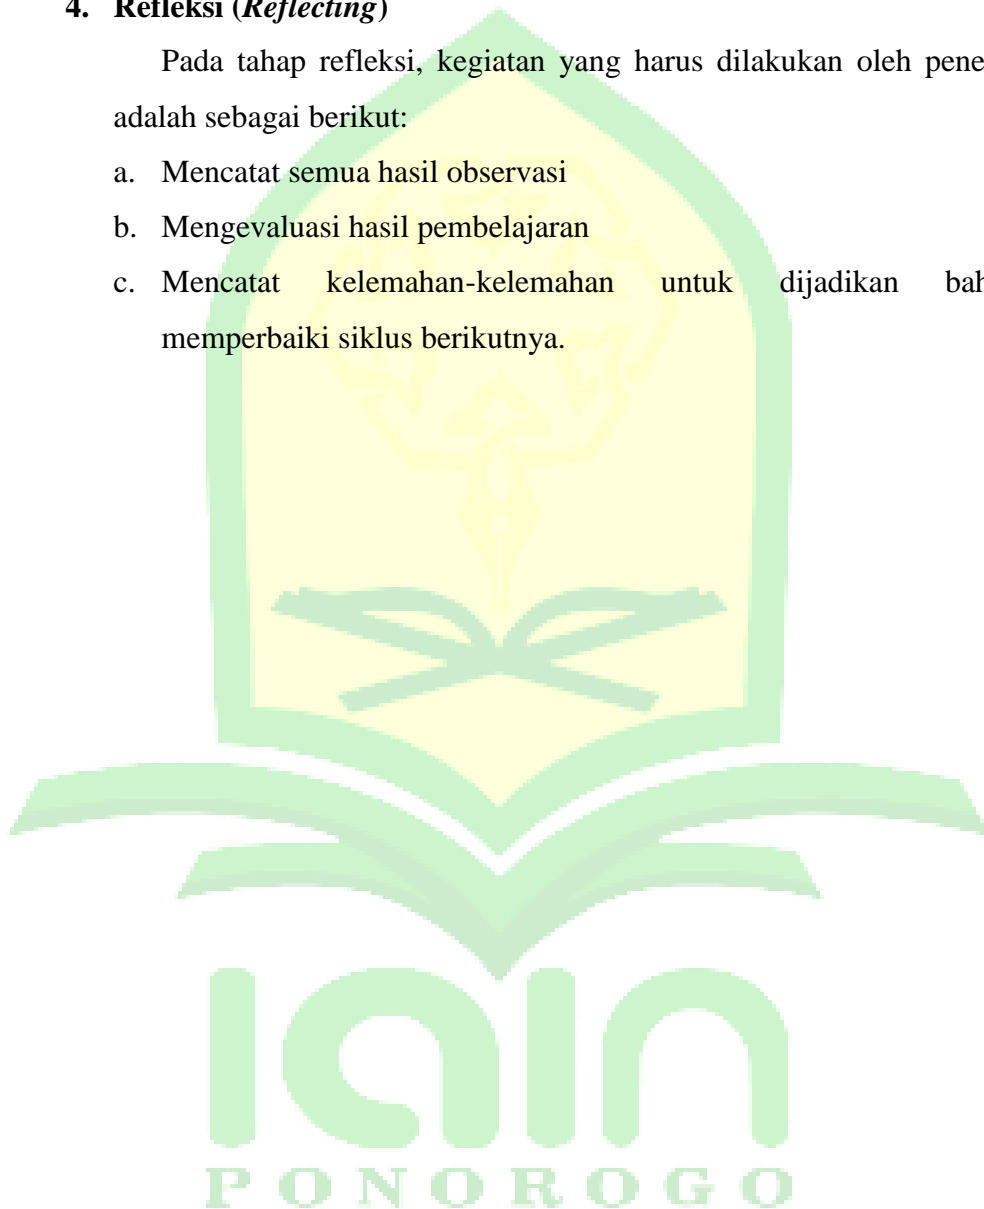 4. Refleksi (Reflecting)
Pada tahap refleksi, kegiatan yang harus dilakukan oleh pene
adalah sebagai berikut:
a. Mencatat semua hasil observasi
b. Mengevaluasi hasil pembelajaran
c. Mencatat kelemahan-kelemahan untuk dijadikan bah
memperbaiki siklus berikutnya.
iain
PONOROGO